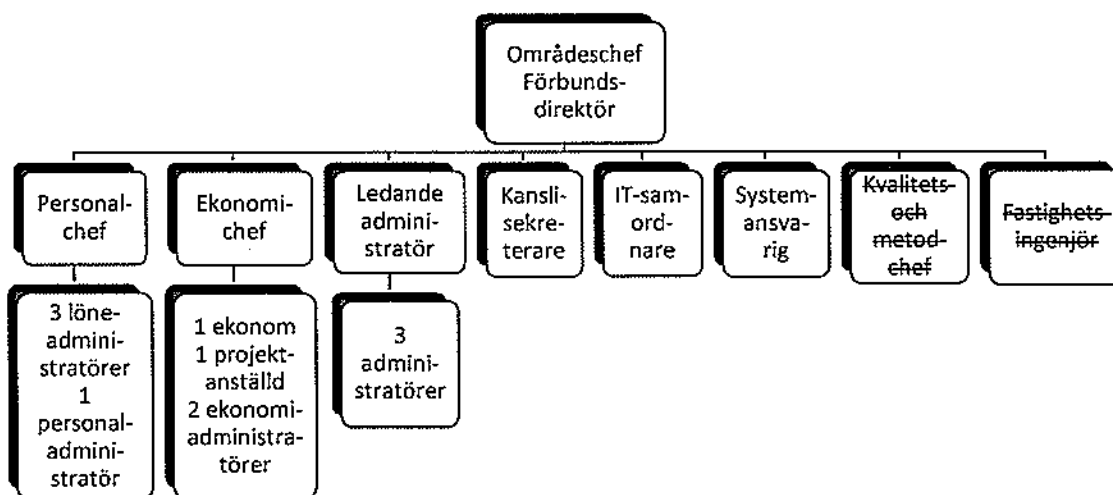 Områdeschef
Förbunds-
direktör
Personal-
chef
Ekonomi-
chef
Ledande
admini-
stratör
Kansli-
sekre-
terare
IT-sam-
ord-
nare
System-
ansva-
rig
Kvalitets-
och
metod-
chef
Fastighets-
ingenjör
3 löne-
admini-
stratörer
1
personal-
admini-
stratör
1 ekonom
1 projekt-
anställd
2 ekonomi-
administra-
törer
3
admini-
stratörer